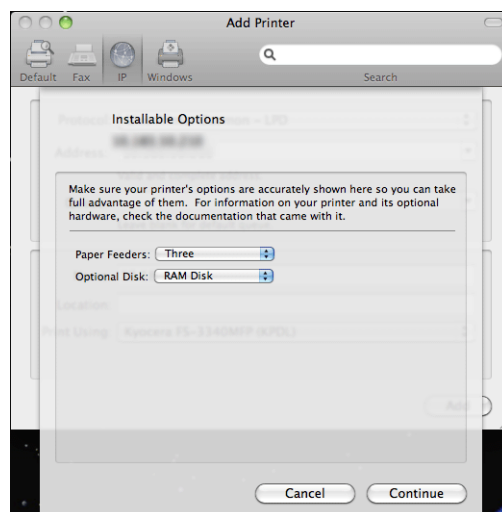 Add Printer
Default Fax IP Windows Search
Installable Options
Make sure your printer's options are accurately shown here so you can take
full advantage of them. For information on your printer and its optional
hardware, check the documentation that came with it.
Paper Feeders: Three
Optional Disk: RAM Disk
Location:
Print Using: Kyocera FS-3340MFP (KPDL)
Add
Cancel Continue